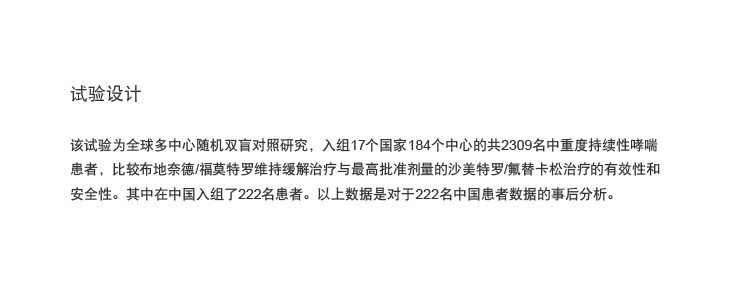 试验设计
该试验为全球多中心随机双盲对照研究，入组17个国家184个中心的共2309名中重度持续性哮喘
患者，比较布地奈德/福莫特罗维持缓解治疗与最高批准剂量的沙美特罗/氟替卡松治疗的有效性和
安全性。其中在中国入组了222名患者。以上数据是对于222名中国患者数据的事后分析。